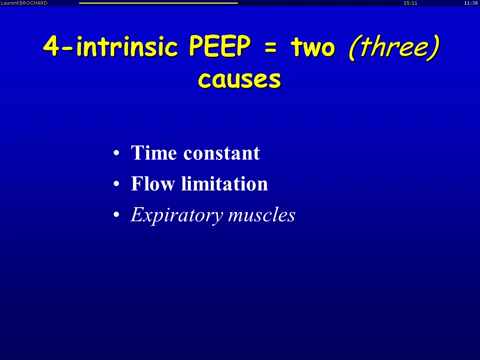 Laurent BROCHARD 15:11 11:38
4-intrinsic PEEP = two (three)
causes
• Time constant
• Flow limitation
• Expiratory muscles